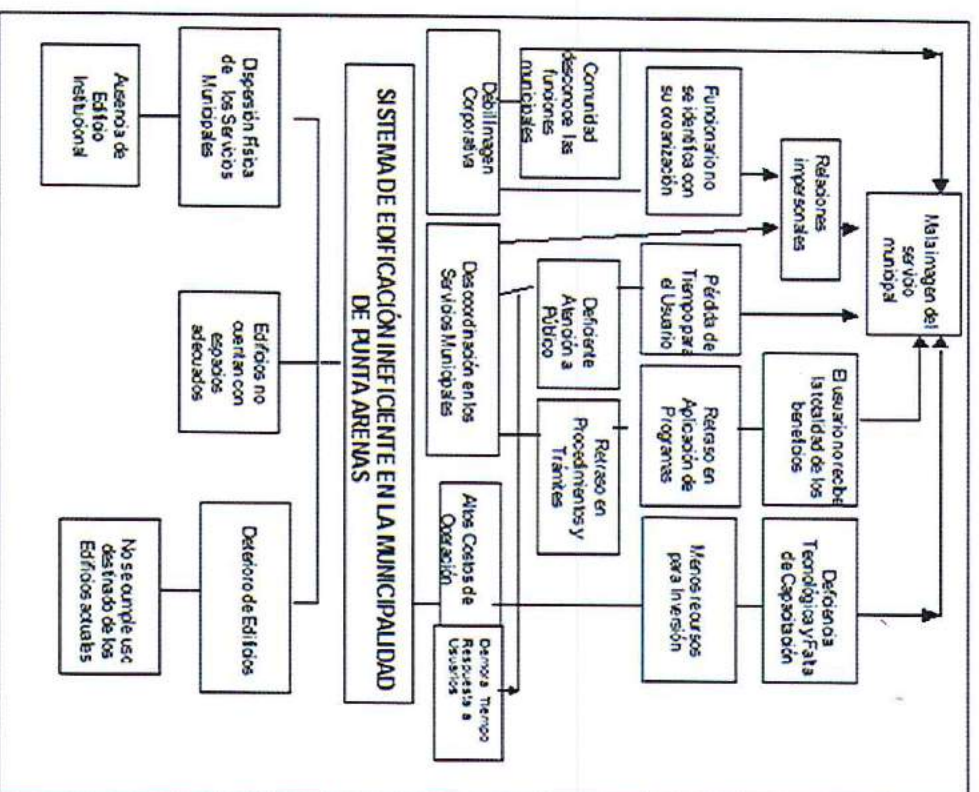 Mala imagen del
servicio
municipal
Relaciones
impersonales
Funcionario no
se identifica con
su organización
Pérdida de
Tiempo para
el Usuario
El usuario no recibe
la totalidad de los
beneficios
Deficiencia
Tecnológica y Falta
de Capacitación
Retraso en
Aplicación de
Programas
Menos recursos
para Inversión
Comunidad
desconoce las
funciones
municipales
Deficiente
Atención a
Público
Retraso en
Procedimientos y
Trámites
Débil Imagen
Corporativa
Descoordinación en los
Servicios Municipales
Altos Costos de
Operación
Demora Tiempo
Respuesta a
Usuarios
SISTEMA DE EDIFICACIÓN INEFICIENTE EN LA MUNICIPALIDAD
DE PUNTA ARENAS
Dispersión Física
de los Servicios
Municipales
Edificios no
cuentan con
espacios
adecuados
Deterioro de Edificios
Ausencia de
Edificio
Institucional
No se cumple uso
destinado de los
Edificios actuales